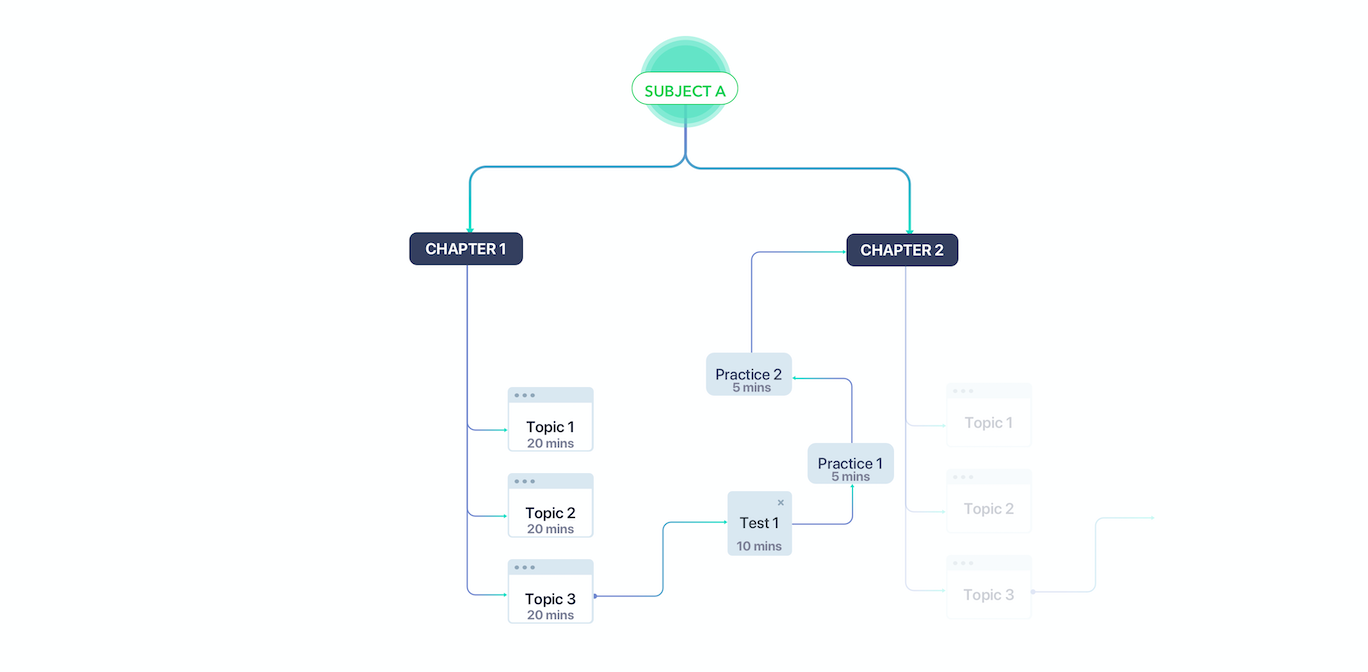 SUBJECT A
CHAPTER 1
CHAPTER 2
Practice 2
5 mins
Topic 1
20 mins
Topic 1
Practice 1
5 mins
Topic 2
20 mins
Test 1
10 mins
Topic 2
Topic 3
20 mins
Topic 3